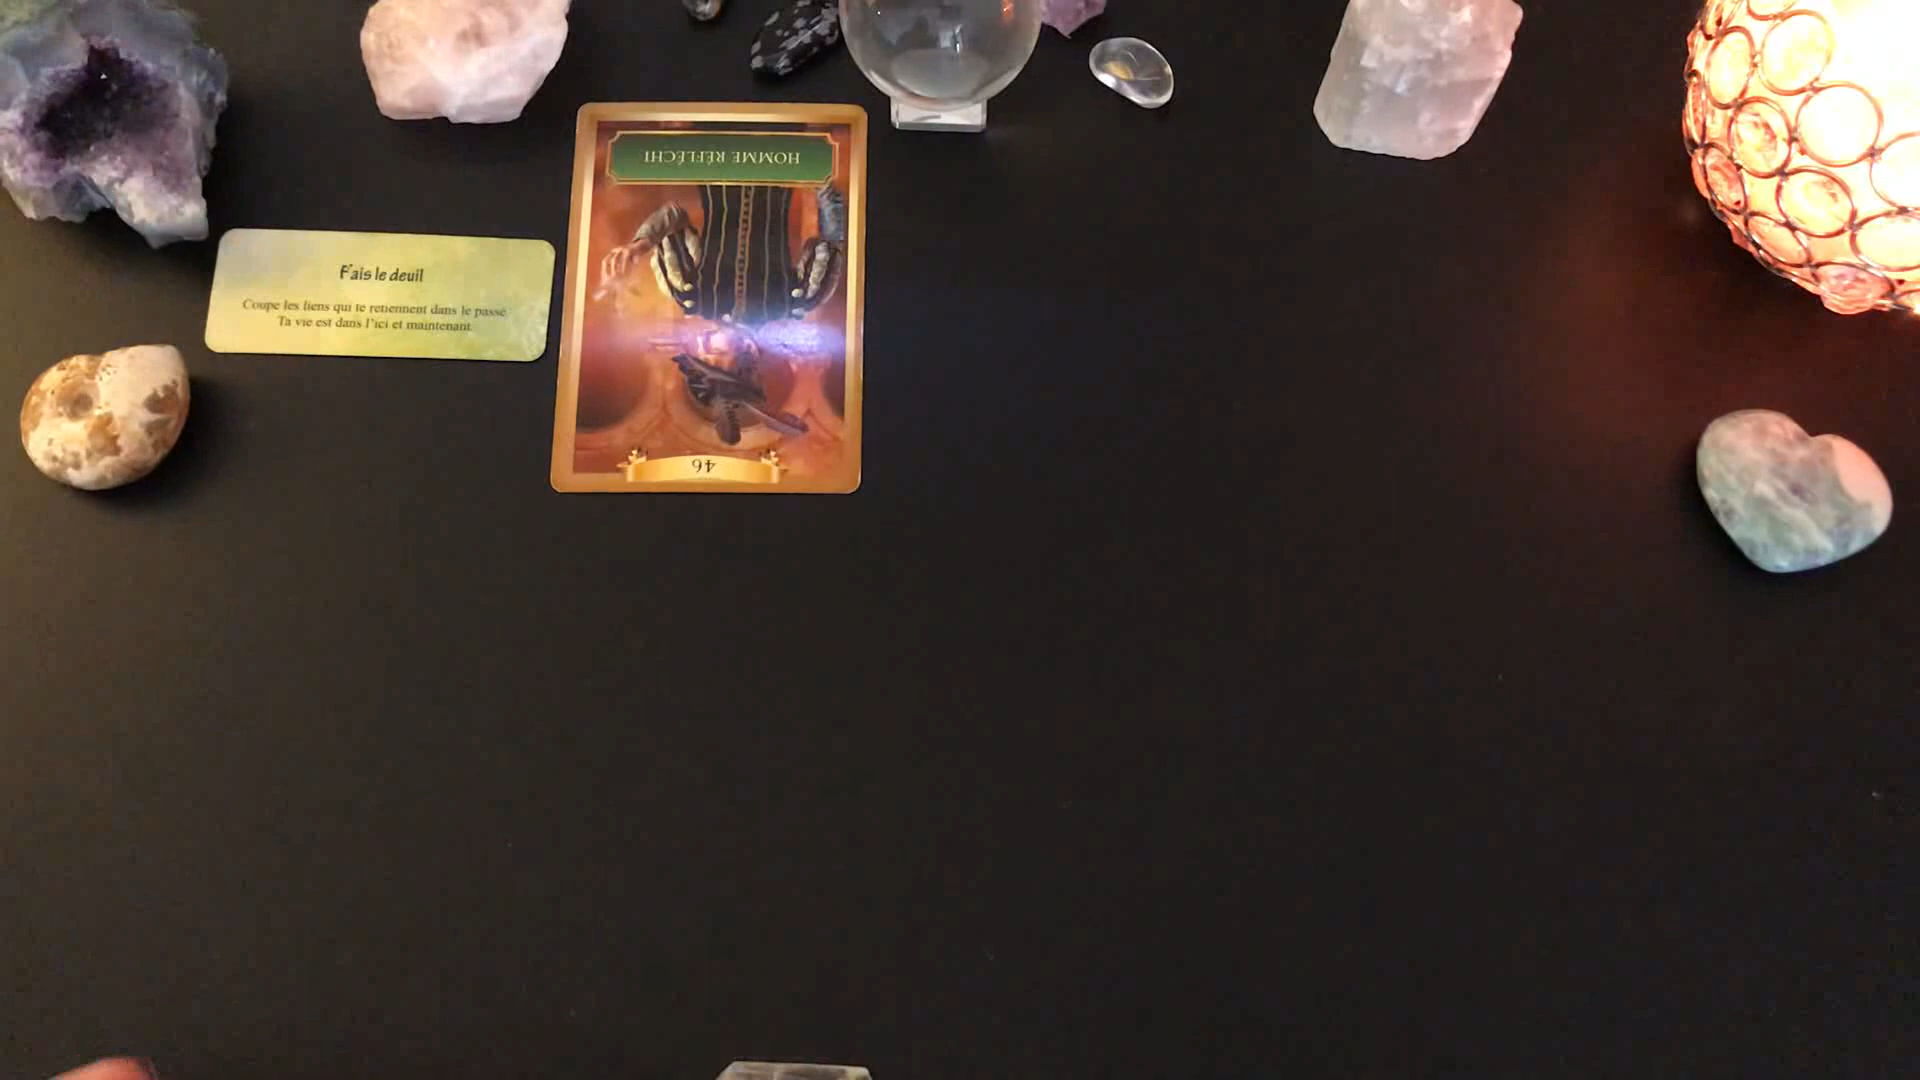 HOMME RÉFLÉCHI
Fais le deuil
Coupe les liens qui te retiennent dans le passé.
Ta vie est dans l'ici et maintenant.
46